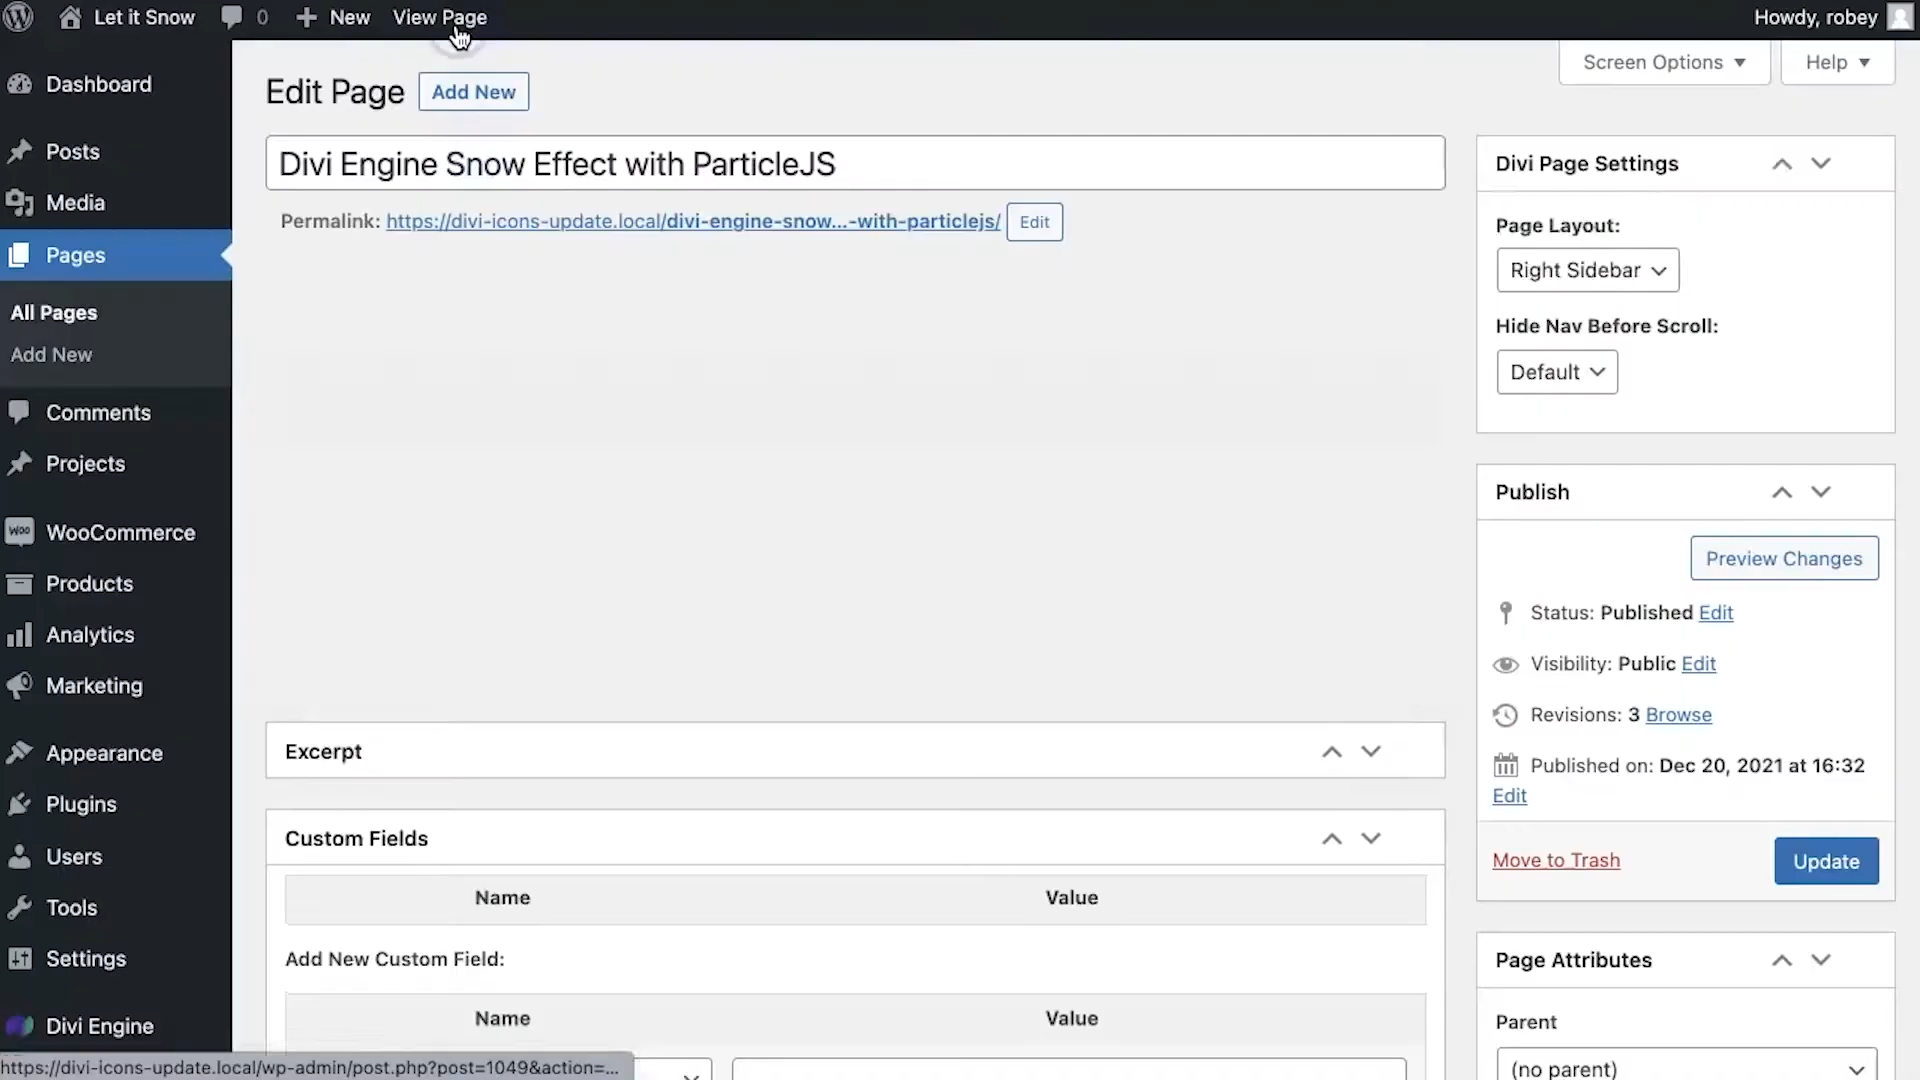 Let it Snow 0 New View Page Howdy, robey
Screen Options Help
Dashboard
Posts
Media
Pages
All Pages
Add New
Comments
Projects
WOO WooCommerce
Products
Analytics
Marketing
Appearance
Plugins
Users
Tools
Settings
Divi Engine
https://divi-icons-update.local/wp-admin/post.php?post=1049&action=...
Edit Page Add New
Divi Engine Snow Effect with ParticleJS
Permalink: https://divi-icons-update.local/divi-engine-snow...-with-particlejs/ Edit
Excerpt
Custom Fields
Name Value
Add New Custom Field:
Name Value
Divi Page Settings
Page Layout:
Right Sidebar
Hide Nav Before Scroll:
Default
Publish
Preview Changes
Status: Published Edit
Visibility: Public Edit
Revisions: 3 Browse
Published on: Dec 20, 2021 at 16:32
Edit
Move to Trash Update
Page Attributes
Parent
(no parent)